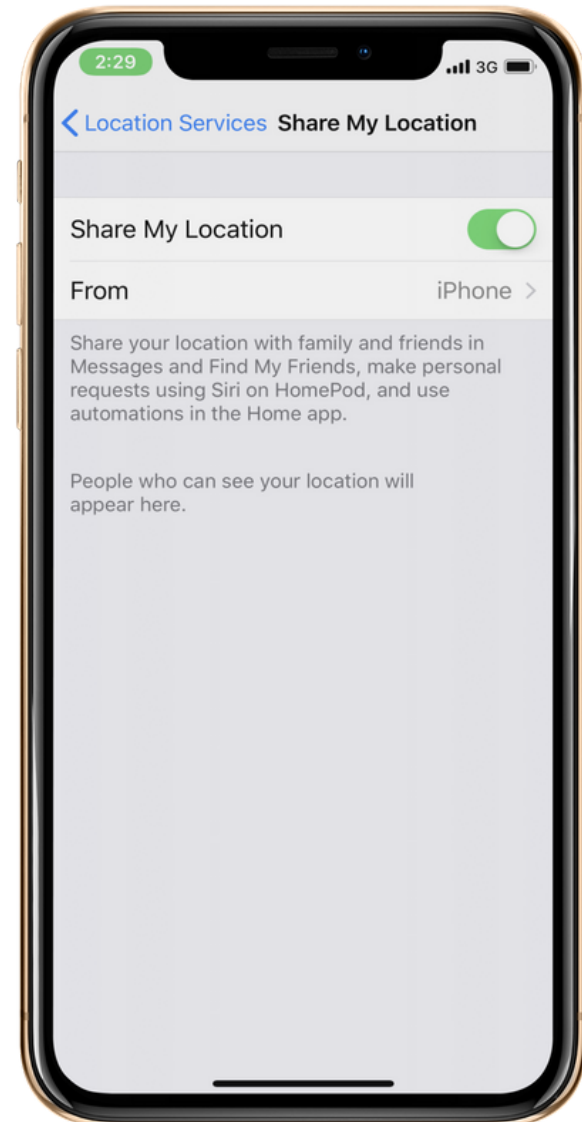 2:29
3G
Location Services Share My Location
Share My Location
From iPhone
Share your location with family and friends in
Messages and Find My Friends, make personal
requests using Siri on HomePod, and use
automations in the Home app.
People who can see your location will
appear here.